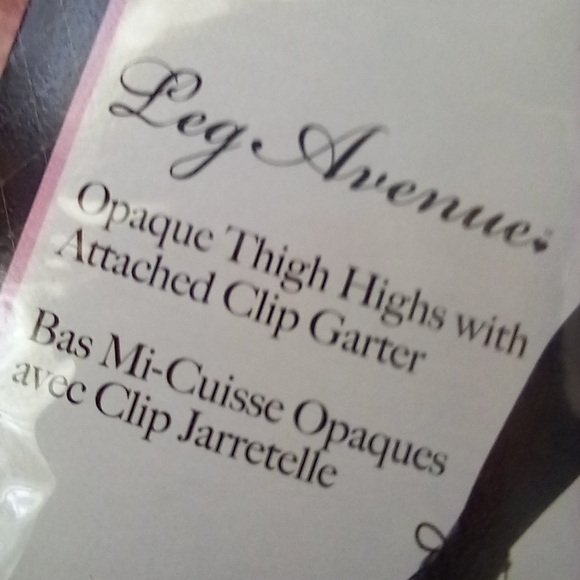 Leg Avenue
Opaque Thigh Highs with
Attached Clip Garter
Bas Mi-Cuisse Opaques
avec Clip Jarretelle